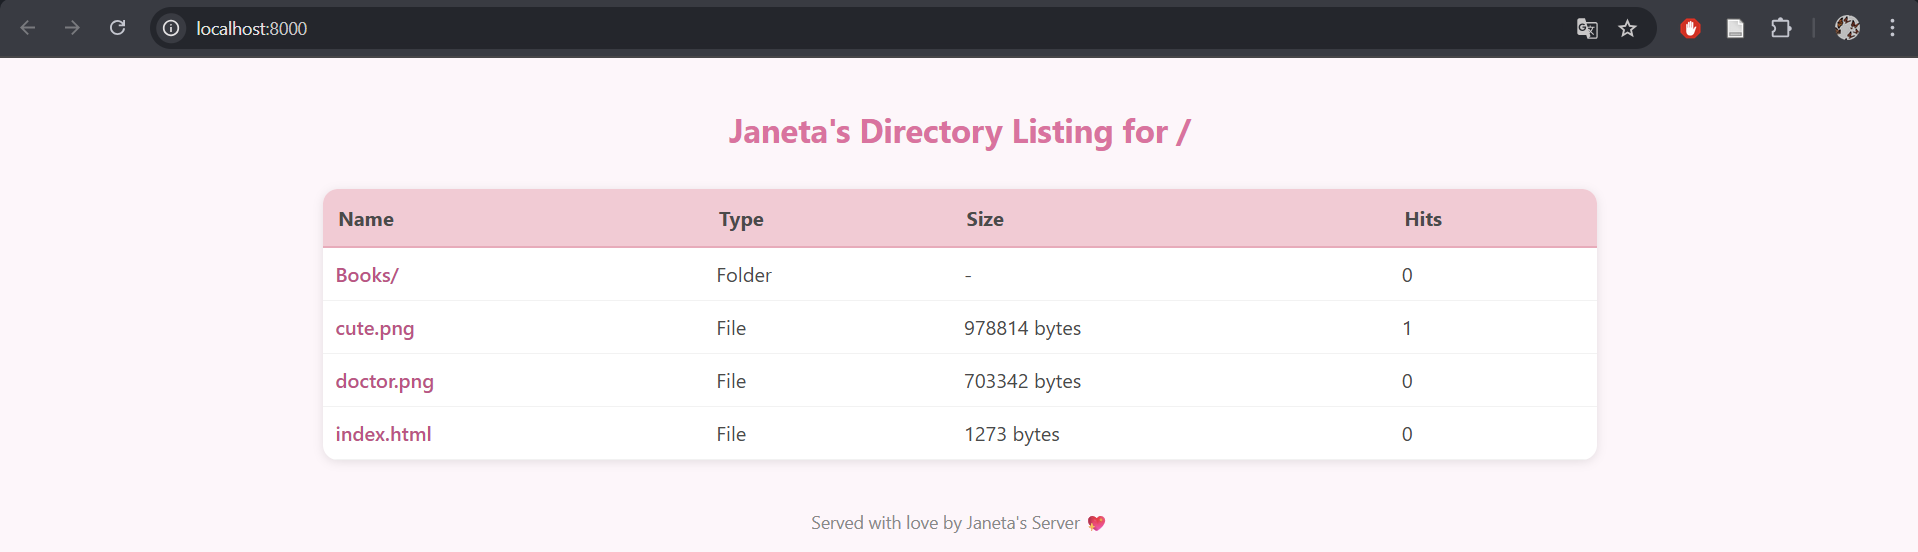 localhost:8000
Janeta's Directory Listing for /
Name Type Size Hits
Books/ Folder - 0
cute.png File 978814 bytes 1
doctor.png File 703342 bytes 0
index.html File 1273 bytes 0
Served with love by Janeta's Server 💖